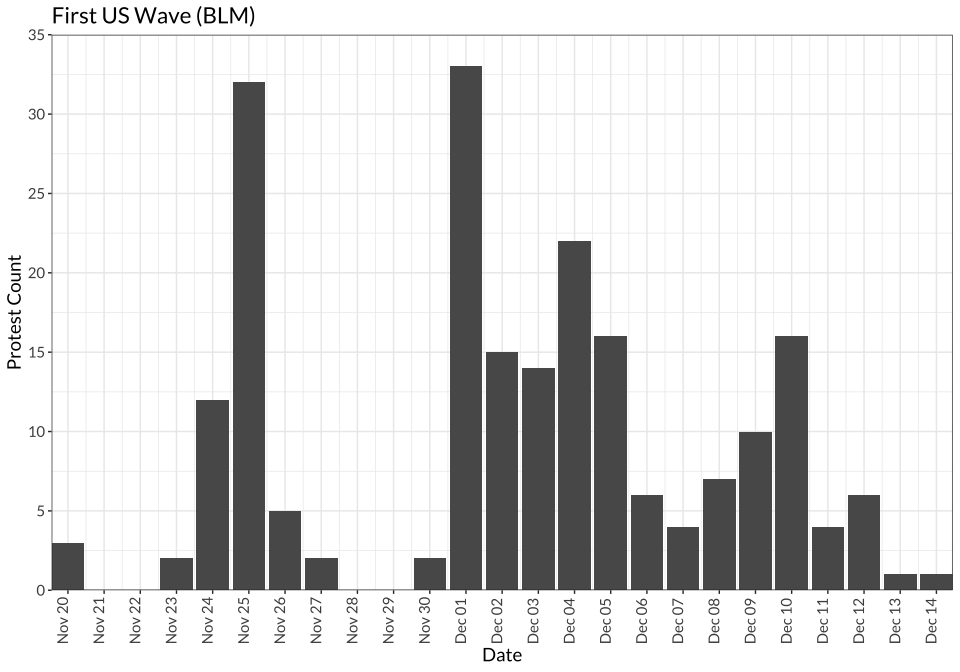 First US Wave (BLM)
Protest Count
35
30
25
20
15
10
5
0
Nov 20
Nov 21
Nov 22
Nov 23
Nov 24
Nov 25
Nov 26
Nov 27
Nov 28
Nov 29
Nov 30
Dec 01
Dec 02
Dec 03
Dec 04
Dec 05
Dec 06
Dec 07
Dec 08
Dec 09
Dec 10
Dec 11
Dec 12
Dec 13
Dec 14
Date